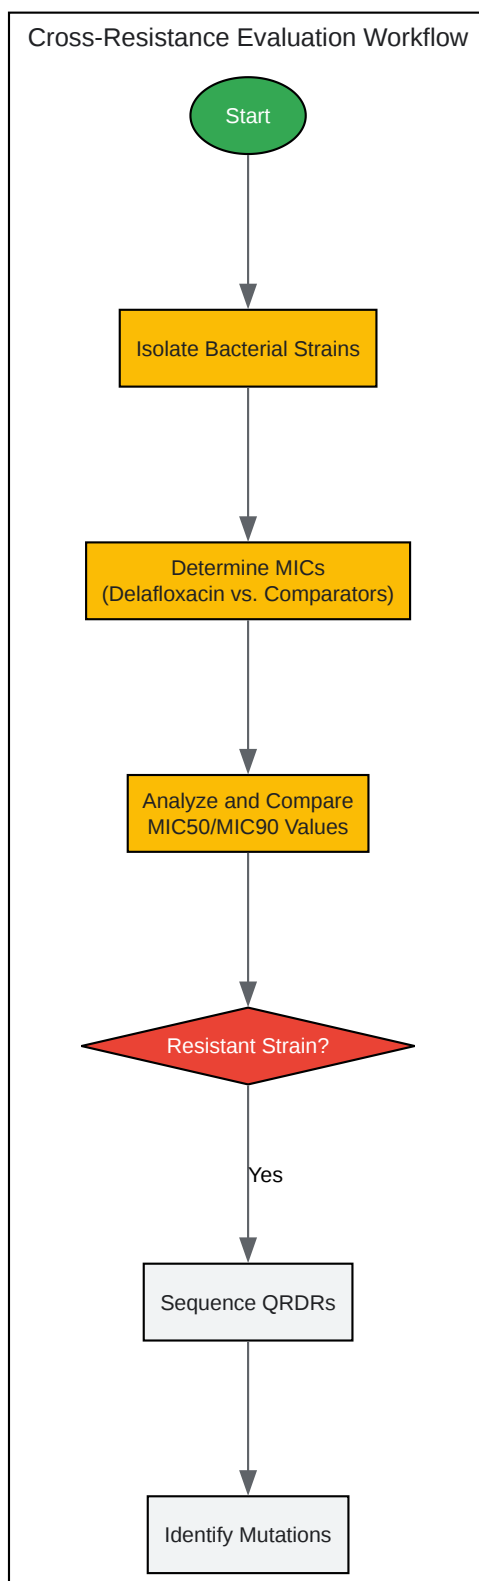 Cross-Resistance Evaluation Workflow
Start
Isolate Bacterial Strains
Determine MICs
(Delafloxacin vs. Comparators)
Analyze and Compare
MIC50/MIC90 Values
Resistant Strain?
Yes
Sequence QRDRs
Identify Mutations